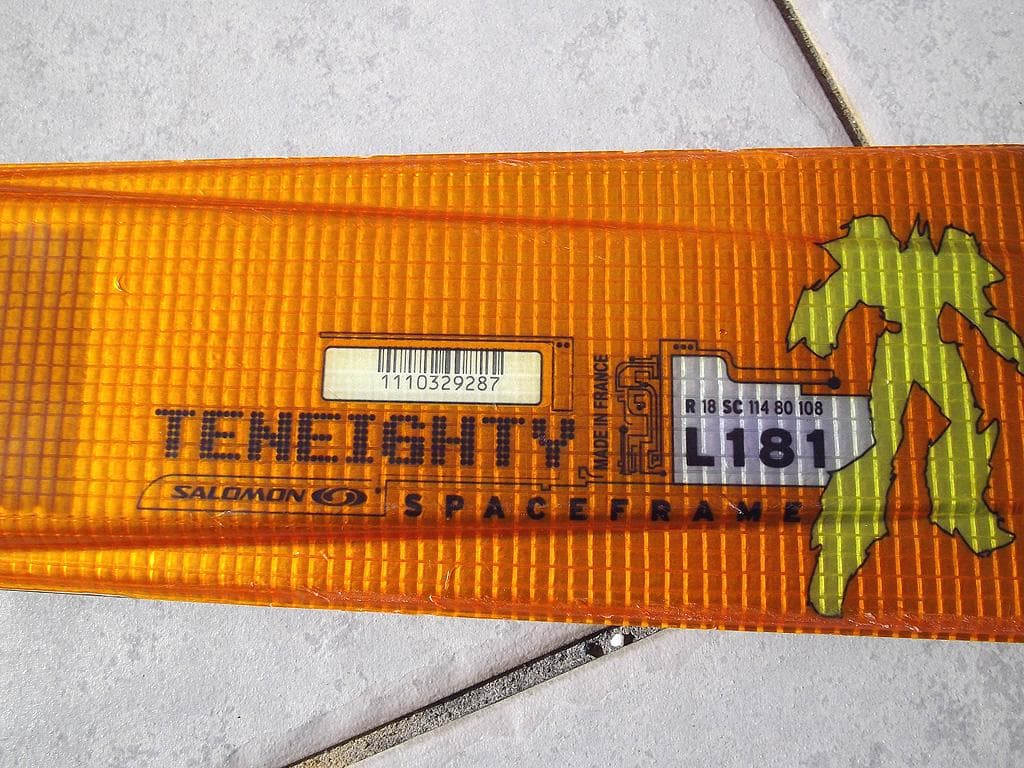 1110329287
TENEIGHTY
SALOMON
SPACEFRAME
MADE IN FRANCE
R 18 SC 114 80 108
L181